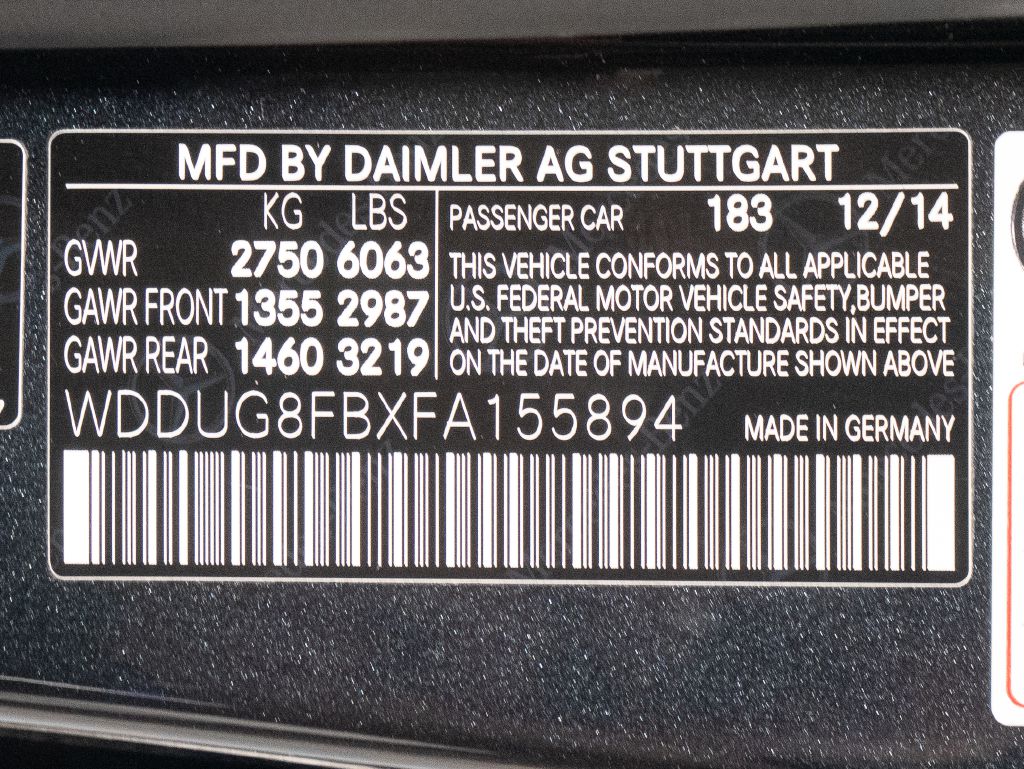 MFD BY DAIMLER AG STUTTGART
KG LBS
GVWR 2750 6063
GAWR FRONT 1355 2987
GAWR REAR 1460 3219
PASSENGER CAR 183 12/14
THIS VEHICLE CONFORMS TO ALL APPLICABLE
U.S. FEDERAL MOTOR VEHICLE SAFETY,BUMPER
AND THEFT PREVENTION STANDARDS IN EFFECT
ON THE DATE OF MANUFACTURE SHOWN ABOVE
WDDUG8FBXFA155894
MADE IN GERMANY